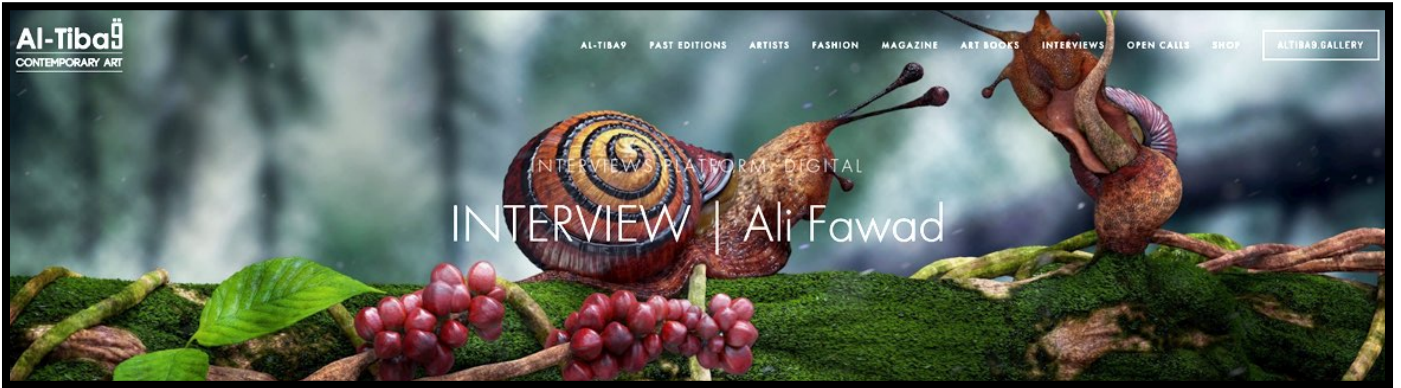 Al-Tiba9
CONTEMPORARY ART
AL-TIBA9 PAST EDITIONS ARTISTS FASHION MAGAZINE ART BOOKS INTERVIEWS OPEN CALLS SHOP ALTIBA9.GALLERY
INTERVIEWS PLATFORM, DIGITAL
INTERVIEW | Ali Fawad